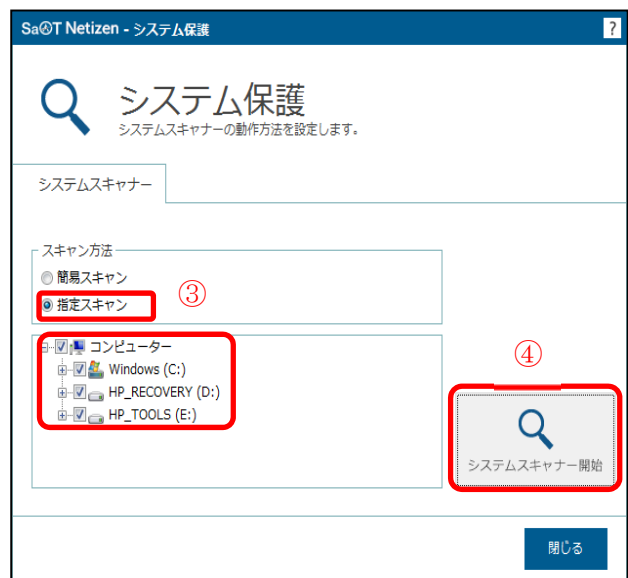 Sa@T Netizen - システム保護
?
システム保護
システムスキャナーの動作方法を設定します。
システムスキャナー
スキャン方法
簡易スキャン
指定スキャン
③
コンピューター
Windows (C:)
HP_RECOVERY (D:)
HP_TOOLS (E:)
④
システムスキャナー開始
閉じる